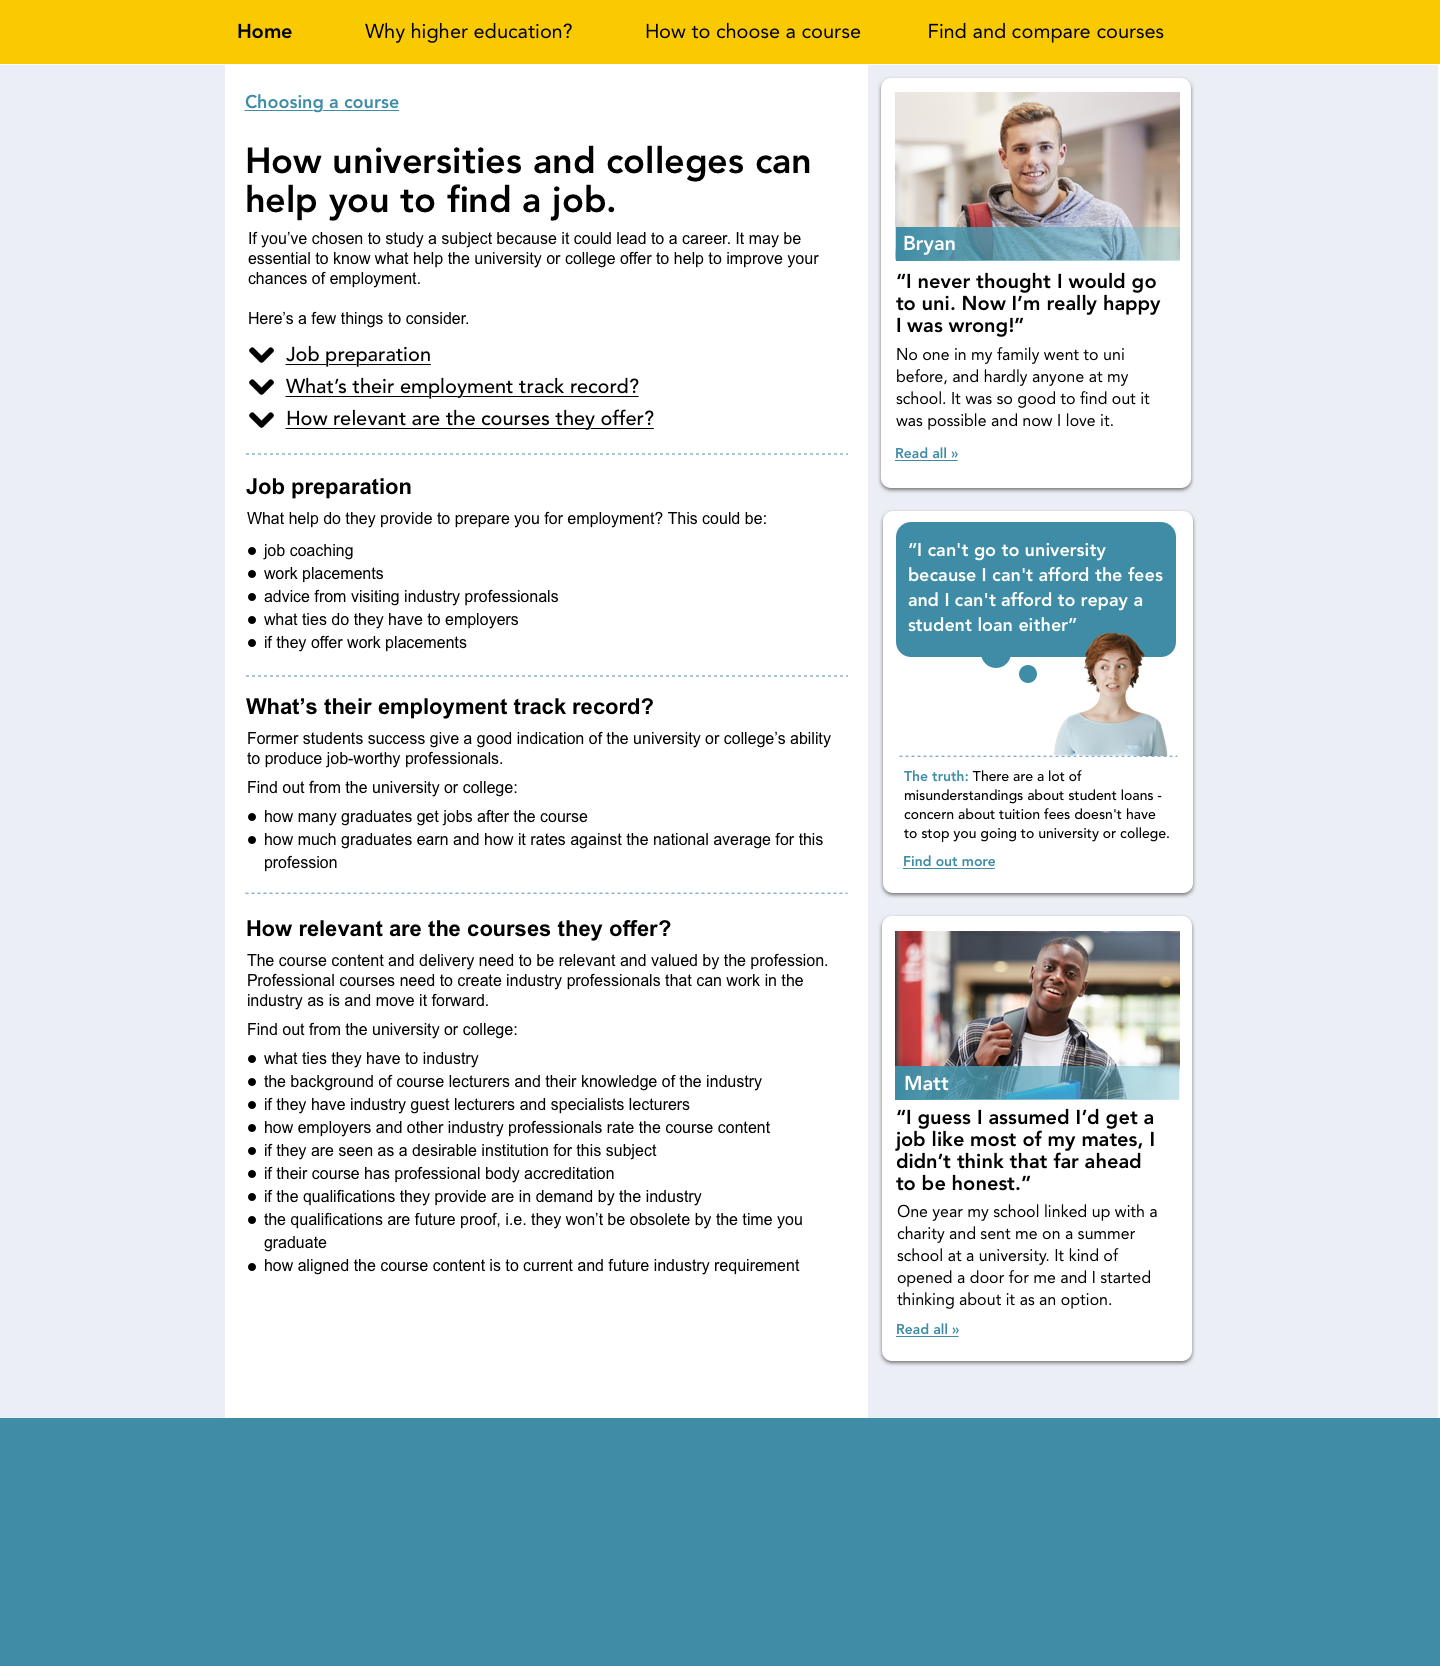 Home
Why higher education?
How to choose a course
Find and compare courses
Choosing a course
How universities and colleges can
help you to find a job.
If you’ve chosen to study a subject because it could lead to a career. It may be
essential to know what help the university or college offer to help to improve your
chances of employment.
Here’s a few things to consider.
Job preparation
What’s their employment track record?
How relevant are the courses they offer?
Job preparation
What help do they provide to prepare you for employment? This could be:
● job coaching
● work placements
● advice from visiting industry professionals
● what ties do they have to employers
● if they offer work placements
What’s their employment track record?
Former students success give a good indication of the university or college’s ability
to produce job-worthy professionals.
Find out from the university or college:
● how many graduates get jobs after the course
● how much graduates earn and how it rates against the national average for this
profession
How relevant are the courses they offer?
The course content and delivery need to be relevant and valued by the profession.
Professional courses need to create industry professionals that can work in the
industry as is and move it forward.
Find out from the university or college:
● what ties they have to industry
● the background of course lecturers and their knowledge of the industry
● if they have industry guest lecturers and specialists lecturers
● how employers and other industry professionals rate the course content
● if they are seen as a desirable institution for this subject
● if their course has professional body accreditation
● if the qualifications they provide are in demand by the industry
● the qualifications are future proof, i.e. they won’t be obsolete by the time you
graduate
● how aligned the course content is to current and future industry requirement
Bryan
“I never thought I would go
to uni. Now I’m really happy
I was wrong!”
No one in my family went to uni
before, and hardly anyone at my
school. It was so good to find out it
was possible and now I love it.
Read all »
“I can't go to university
because I can't afford the fees
and I can't afford to repay a
student loan either”
The truth: There are a lot of
misunderstandings about student loans -
concern about tuition fees doesn't have
to stop you going to university or college.
Find out more
Matt
“I guess I assumed I’d get a
job like most of my mates, I
didn’t think that far ahead
to be honest.”
One year my school linked up with a
charity and sent me on a summer
school at a university. It kind of
opened a door for me and I started
thinking about it as an option.
Read all »